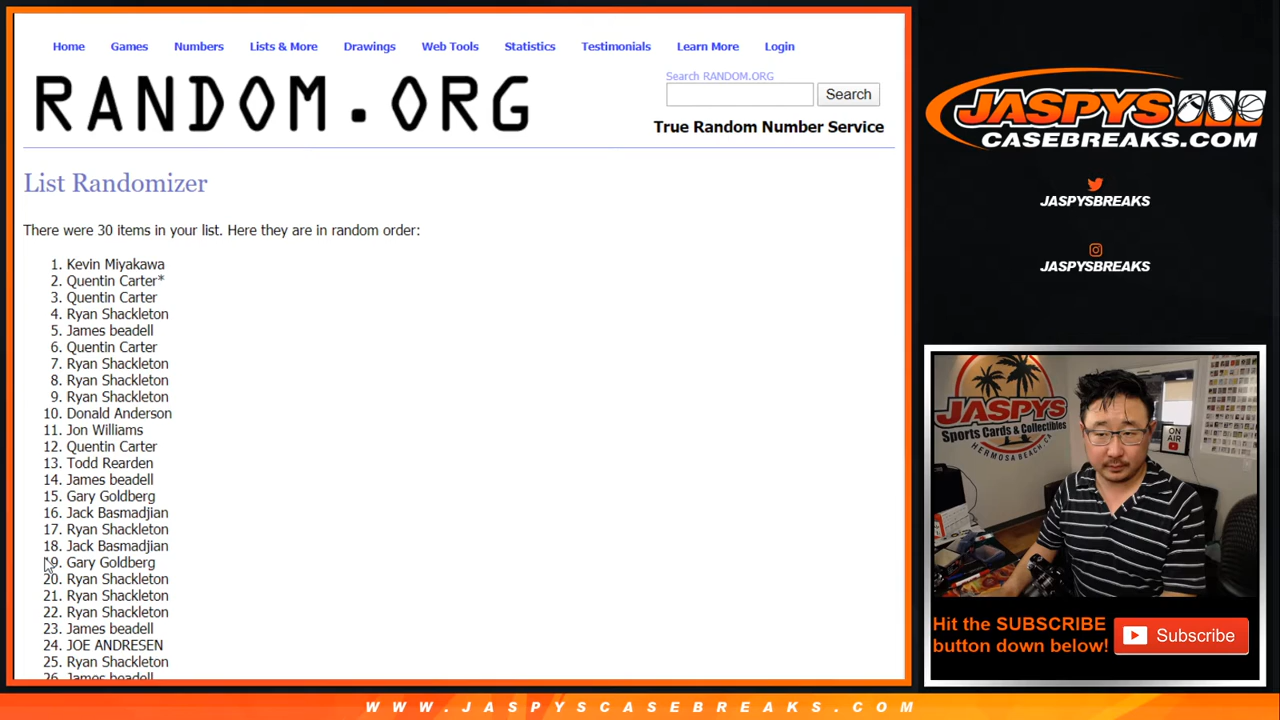 Home Games Numbers Lists & More Drawings Web Tools Statistics Testimonials Learn More Login
RANDOM.ORG
Search RANDOM.ORG
Search
True Random Number Service
List Randomizer
There were 30 items in your list. Here they are in random order:
1. Kevin Miyakawa
2. Quentin Carter*
3. Quentin Carter
4. Ryan Shackleton
5. James beadell
6. Quentin Carter
7. Ryan Shackleton
8. Ryan Shackleton
9. Ryan Shackleton
10. Donald Anderson
11. Jon Williams
12. Quentin Carter
13. Todd Rearden
14. James beadell
15. Gary Goldberg
16. Jack Basmadjian
17. Ryan Shackleton
18. Jack Basmadjian
19. Gary Goldberg
20. Ryan Shackleton
21. Ryan Shackleton
22. Ryan Shackleton
23. James beadell
24. JOE ANDRESEN
25. Ryan Shackleton
26. James beadell
JASPYS
CASEBREAKS.COM
JASPYSBREAKS
JASPYSBREAKS
JASPYS
Sports Cards & Collectibles
HERMOSA BEACH, CA
ON
AIR
Hit the SUBSCRIBE
button down below!
Subscribe
WWW.JASPYSCASEBREAKS.COM